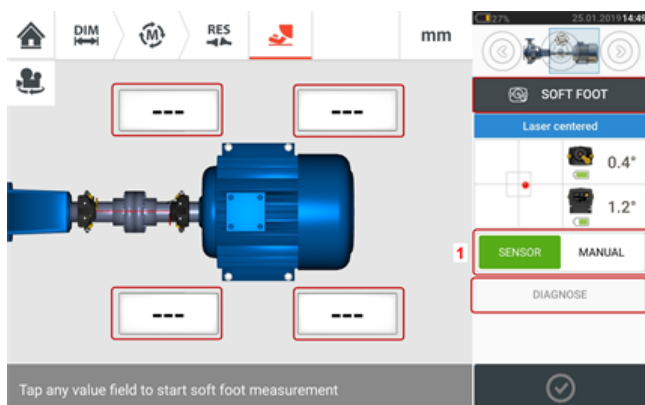 DIM
M
RES
mm
27%
25.01.2019 14:49
SOFT FOOT
Laser centered
0.4°
1.2°
1
SENSOR
MANUAL
DIAGNOSE
---
---
---
---
Tap any value field to start soft foot measurement